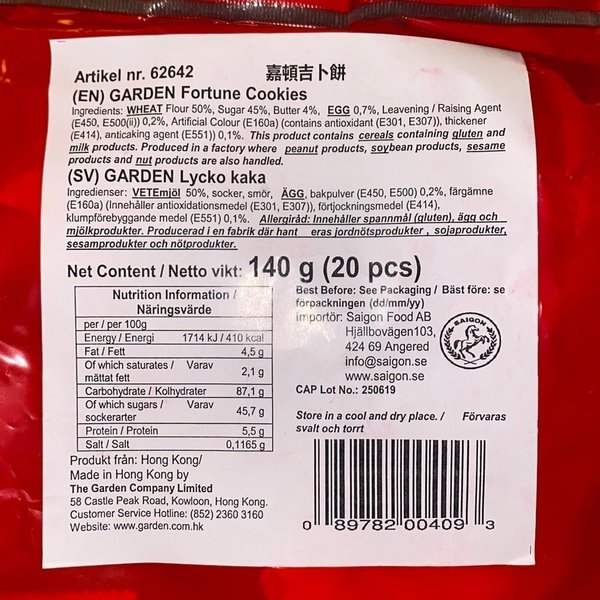 Artikel nr. 62642 嘉頓吉卜餅
(EN) GARDEN Fortune Cookies
Ingredients: WHEAT Flour 50%, Sugar 45%, Butter 4%, EGG 0,7%, Leavening / Raising Agent
(E450, E500(ii)) 0,2%, Artificial Colour (E160a) (contains antioxidant (E301, E307)), thickener
(E414), anticaking agent (E551)) 0,1%. This product contains cereals containing gluten and
milk products. Produced in a factory where peanut products, soybean products, sesame
products and nut products are also handled.
(SV) GARDEN Lycko kaka
Ingredienser: VETEmjöl 50%, socker, smör, ÄGG, bakpulver (E450, E500) 0,2%, färgämne
(E160a) (Innehåller antioxidationsmedel (E301, E307)), förtjockningsmedel (E414),
klumpförebyggande medel (E551) 0,1%. Allergiråd: Innehåller spannmål (gluten), ägg och
mjölkprodukter. Producerad i en fabrik där hant eras jordnötsprodukter , sojaprodukter,
sesamprodukter och nötprodukter.
Net Content / Netto vikt: 140 g (20 pcs)
Nutrition Information /
Näringsvärde
per / per 100g
Energy / Energi 1714 kJ / 410 kcal
Fat / Fett 4,5 g
Of which saturates / Varav
mättat fett 2,1 g
Carbohydrate / Kolhydrater 87,1 g
Of which sugars / Varav
sockerarter 45,7 g
Protein / Protein 5,5 g
Salt / Salt 0,1165 g
Produkt från: Hong Kong/
Made in Hong Kong by
The Garden Company Limited
58 Castle Peak Road, Kowloon, Hong Kong.
Customer Service Hotline: (852) 2360 3160
Website: www.garden.com.hk
Best Before: See Packaging / Bäst före: se
förpackningen (dd/mm/yy)
Importör: Saigon Food AB
Hjällbovägen103,
424 69 Angered
info@saigon.se
www.saigon.se
SAIGON
CAP Lot No.: 250619
Store in a cool and dry place. / Förvaras
svalt och torrt
0 89782 00409 3